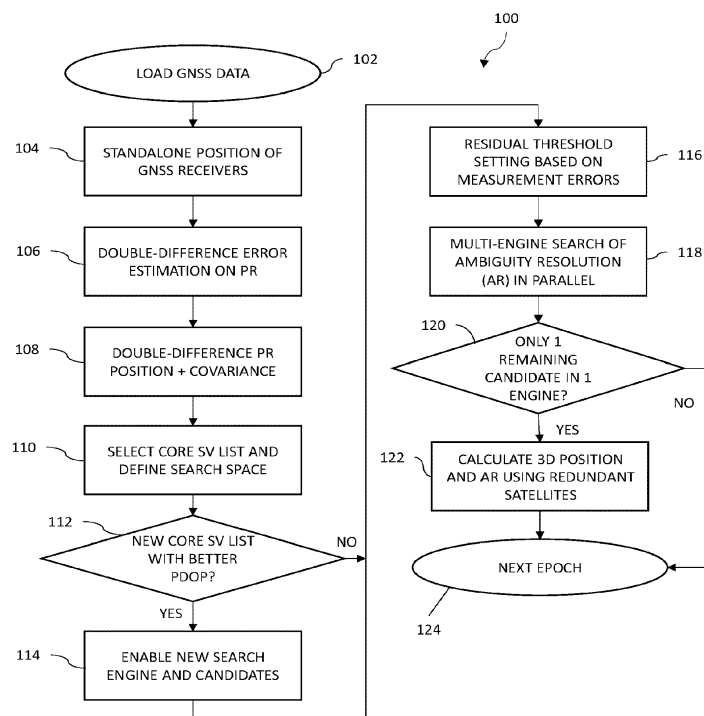 100
LOAD GNSS DATA
102
104
STANDALONE POSITION OF
GNSS RECEIVERS
106
DOUBLE-DIFFERENCE ERROR
ESTIMATION ON PR
108
DOUBLE-DIFFERENCE PR
POSITION + COVARIANCE
110
SELECT CORE SV LIST AND
DEFINE SEARCH SPACE
112
NEW CORE SV LIST
WITH BETTER
PDOP?
NO
YES
114
ENABLE NEW SEARCH
ENGINE AND CANDIDATES
RESIDUAL THRESHOLD
SETTING BASED ON
MEASUREMENT ERRORS
116
MULTI-ENGINE SEARCH OF
AMBIGUITY RESOLUTION
(AR) IN PARALLEL
118
120
ONLY 1
REMAINING
CANDIDATE IN 1
ENGINE?
NO
YES
122
CALCULATE 3D POSITION
AND AR USING REDUNDANT
SATELLITES
NEXT EPOCH
124